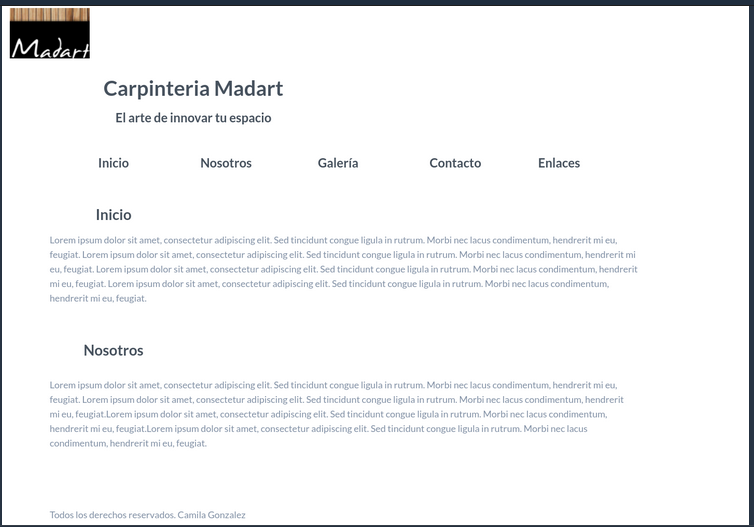 Madart
Carpinteria Madart
El arte de innovar tu espacio
Inicio Nosotros Galería Contacto Enlaces
Inicio
Lorem ipsum dolor sit amet, consectetur adipiscing elit. Sed tincidunt congue ligula in rutrum. Morbi nec lacus condimentum, hendrerit mi eu,
feugiat. Lorem ipsum dolor sit amet, consectetur adipiscing elit. Sed tincidunt congue ligula in rutrum. Morbi nec lacus condimentum, hendrerit mi
eu, feugiat. Lorem ipsum dolor sit amet, consectetur adipiscing elit. Sed tincidunt congue ligula in rutrum. Morbi nec lacus condimentum, hendrerit
mi eu, feugiat. Lorem ipsum dolor sit amet, consectetur adipiscing elit. Sed tincidunt congue ligula in rutrum. Morbi nec lacus condimentum,
hendrerit mi eu, feugiat.
Nosotros
Lorem ipsum dolor sit amet, consectetur adipiscing elit. Sed tincidunt congue ligula in rutrum. Morbi nec lacus condimentum, hendrerit mi eu,
feugiat. Lorem ipsum dolor sit amet, consectetur adipiscing elit. Sed tincidunt congue ligula in rutrum. Morbi nec lacus condimentum, hendrerit
mi eu, feugiat.Lorem ipsum dolor sit amet, consectetur adipiscing elit. Sed tincidunt congue ligula in rutrum. Morbi nec lacus condimentum,
hendrerit mi eu, feugiat.Lorem ipsum dolor sit amet, consectetur adipiscing elit. Sed tincidunt congue ligula in rutrum. Morbi nec lacus
condimentum, hendrerit mi eu, feugiat.
Todos los derechos reservados. Camila Gonzalez